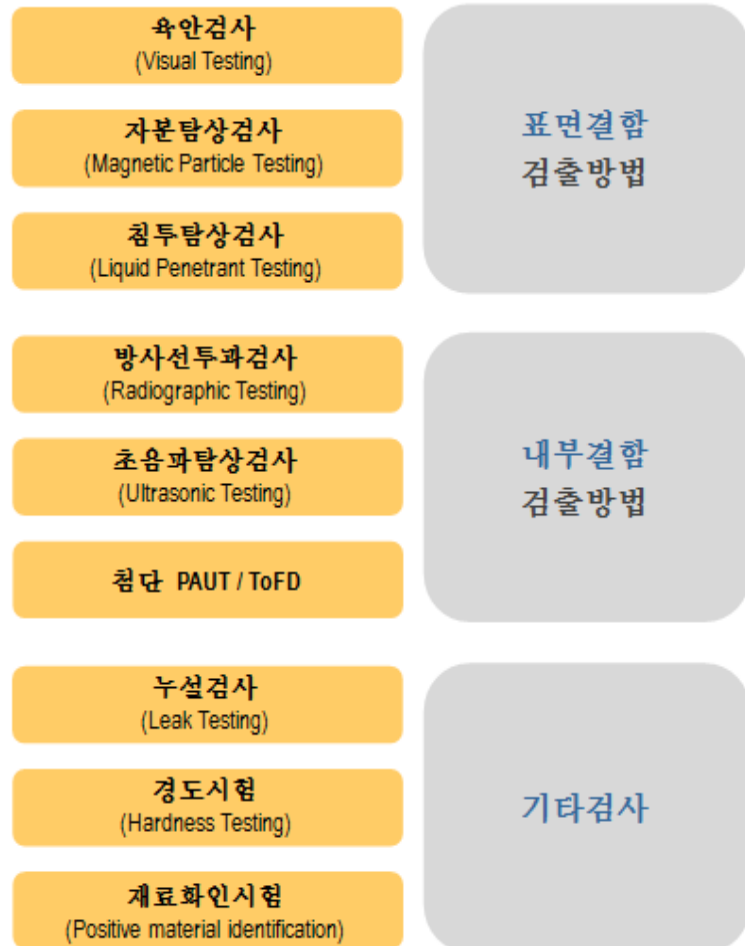 육안검사
(Visual Testing)
자분탐상검사
(Magnetic Particle Testing)
침투탐상검사
(Liquid Penetrant Testing)
표면결함
검출방법
방사선투과검사
(Radiographic Testing)
초음파탐상검사
(Ultrasonic Testing)
첨단 PAUT / ToFD
내부결함
검출방법
누설검사
(Leak Testing)
경도시험
(Hardness Testing)
재료화인시험
(Positive material identification)
기타검사